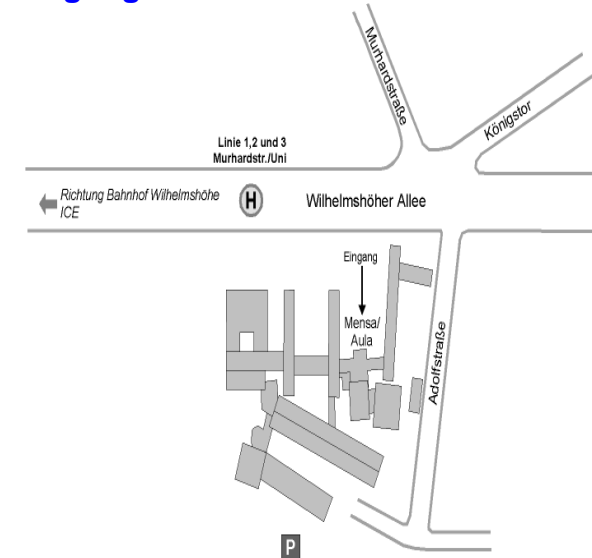 Murhardstraße
Königstor
Linie 1,2 und 3
Murhardstr./Uni
Richtung Bahnhof Wilhelmshöhe
ICE
H
Wilhelmshöher Allee
Eingang
Mensa/
Aula
Adolfstraße
P